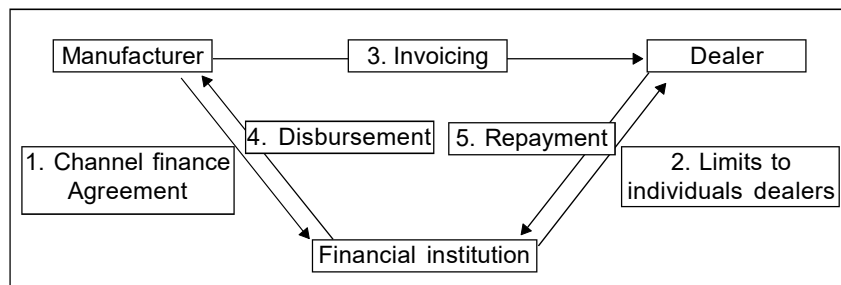 Manufacturer
3. Invoicing
Dealer
4. Disbursement
5. Repayment
1. Channel finance
Agreement
2. Limits to
individuals dealers
Financial institution